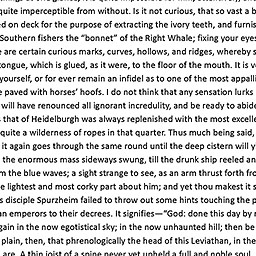 quite imperceptible from without. Is it not curious, that so vast a b
ed on deck for the purpose of extracting the ivory teeth, and furnis
Southern fishers the “bonnet” of the Right Whale; fixing your eyes
e are certain curious marks, curves, hollows, and ridges, whereby s
tongue, which is glued, as it were, to the floor of the mouth. It is v
yourself, or for ever remain an infidel as to one of the most appalli
e paved with horses’ hoofs. I do not think that any sensation lurks
will have renounced all ignorant incredulity, and be ready to abide
s that of Heidelburgh was always replenished with the most excelle
quite a wilderness of ropes in that quarter. Thus much being said,
it again goes through the same round until the deep cistern will y
the enormous mass sideways swung, till the drunk ship reeled an
m the blue waves; a sight strange to see, as an arm thrust forth fro
he lightest and most corky part about him; and yet thou makest it s
is disciple Spurzheim failed to throw out some hints touching the p
an emperors to their decrees. It signifies—“God: done this day by m
gain in the now egotistical sky; in the now unhaunted hill; then be
plain, then, that phrenologically the head of this Leviathan, in the
are. A thin joist of a spine never yet upheld a full and noble soul.